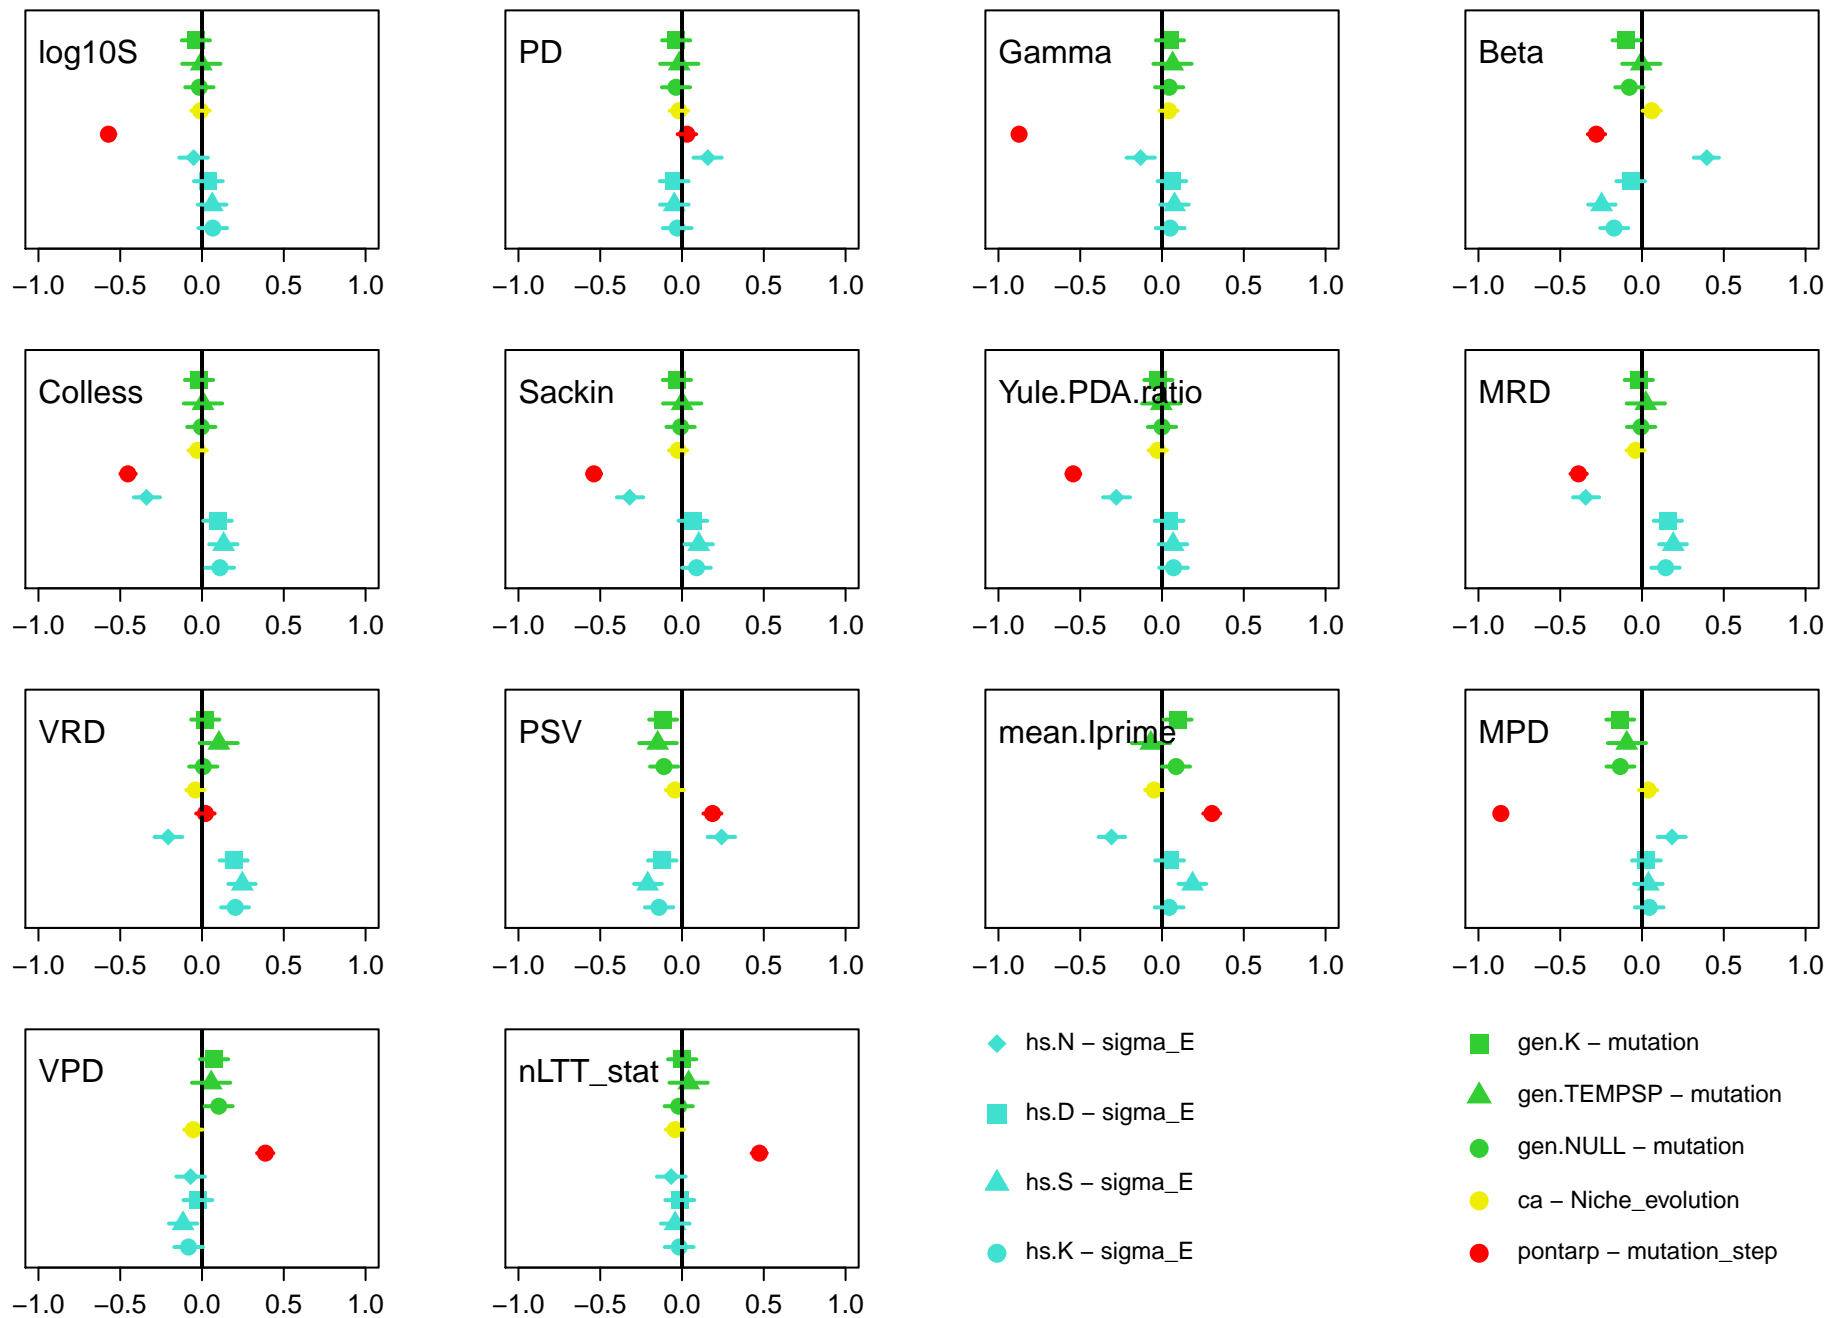 log10S
PD
Gamma
Beta
−1.0 −0.5 0.0 0.5 1.0
−1.0 −0.5 0.0 0.5 1.0
−1.0 −0.5 0.0 0.5 1.0
−1.0 −0.5 0.0 0.5 1.0
Colless
Sackin
Yule.PDA.ratio
MRD
−1.0 −0.5 0.0 0.5 1.0
−1.0 −0.5 0.0 0.5 1.0
−1.0 −0.5 0.0 0.5 1.0
−1.0 −0.5 0.0 0.5 1.0
VRD
PSV
mean.Iprime
MPD
−1.0 −0.5 0.0 0.5 1.0
−1.0 −0.5 0.0 0.5 1.0
−1.0 −0.5 0.0 0.5 1.0
−1.0 −0.5 0.0 0.5 1.0
VPD
nLTT_stat
−1.0 −0.5 0.0 0.5 1.0
−1.0 −0.5 0.0 0.5 1.0
hs.N − sigma_E
hs.D − sigma_E
hs.S − sigma_E
hs.K − sigma_E
gen.K − mutation
gen.TEMPSP − mutation
gen.NULL − mutation
ca − Niche_evolution
pontarp − mutation_step